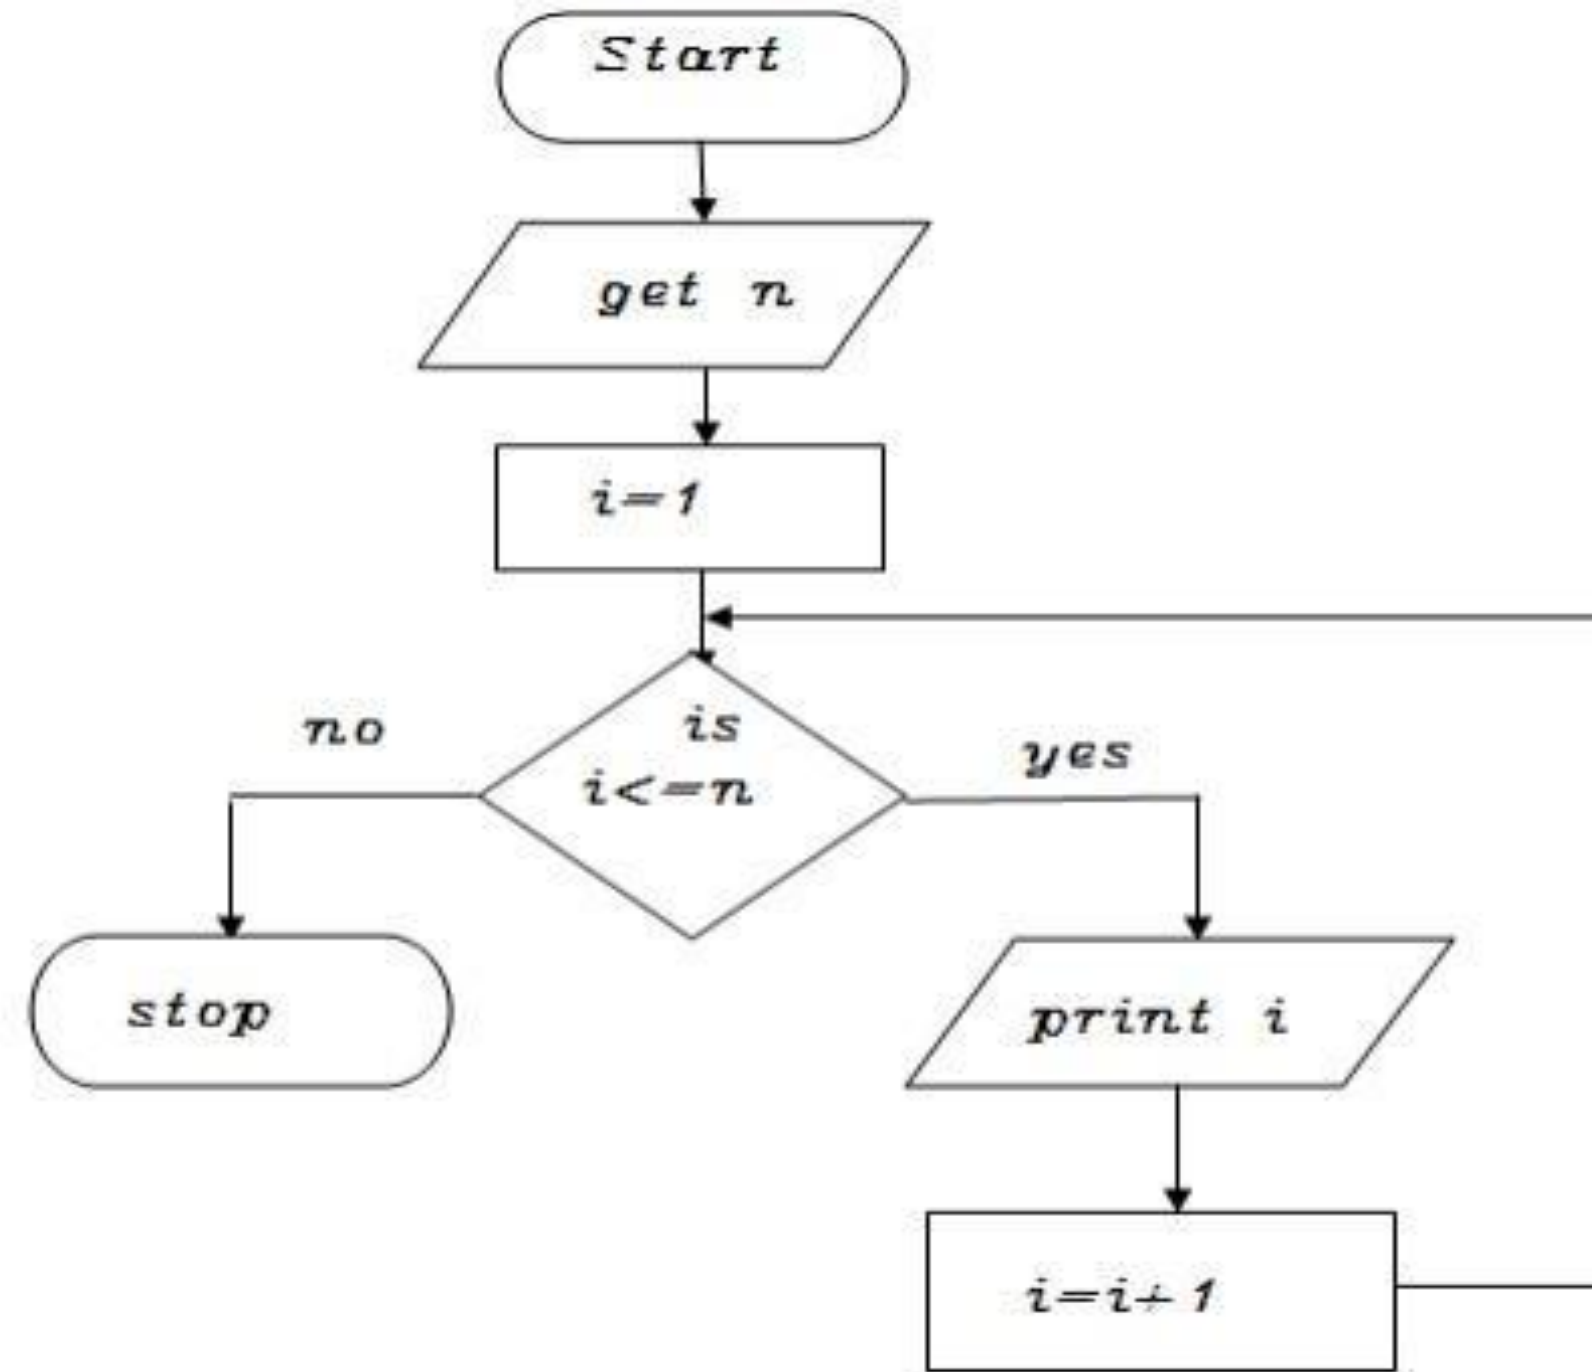 Start
get n
i=1
is
i<=n
no
yes
stop
print i
i=i+1